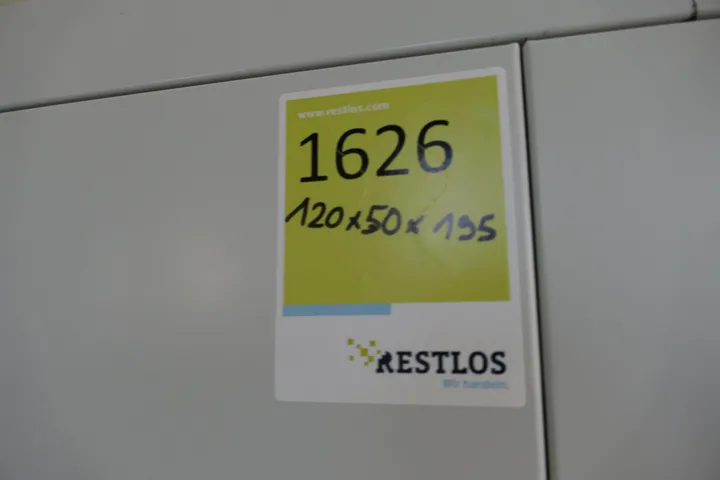 www.restlos.com
1626
120x50x195
RESTLOS
Wir handeln.